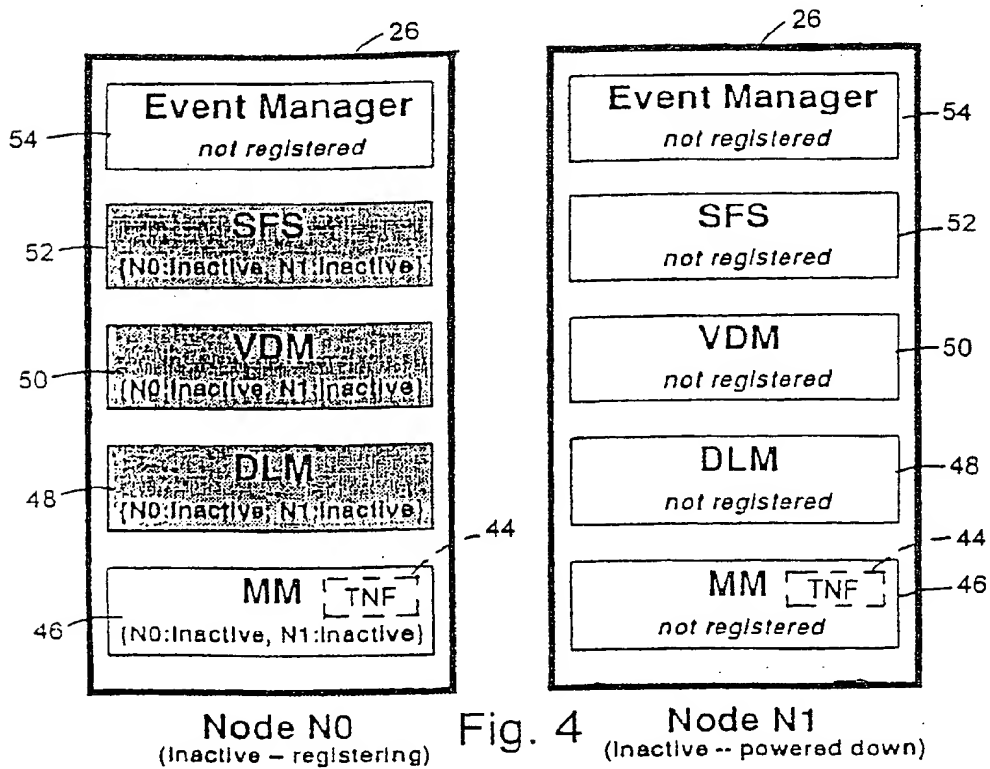 26
26
Event Manager
not registered
54
SFS
{N0:Inactive, N1:Inactive}
52
VDM
{N0:Inactive, N1:Inactive}
50
DLM
{N0:Inactive, N1:Inactive}
48
44
MM
TNF
{N0:Inactive, N1:Inactive}
46
Event Manager
not registered
54
SFS
not registered
52
VDM
not registered
50
DLM
not registered
48
44
MM
TNF
not registered
46
Node N0
(Inactive – registering)
Fig. 4
Node N1
(Inactive -- powered down)